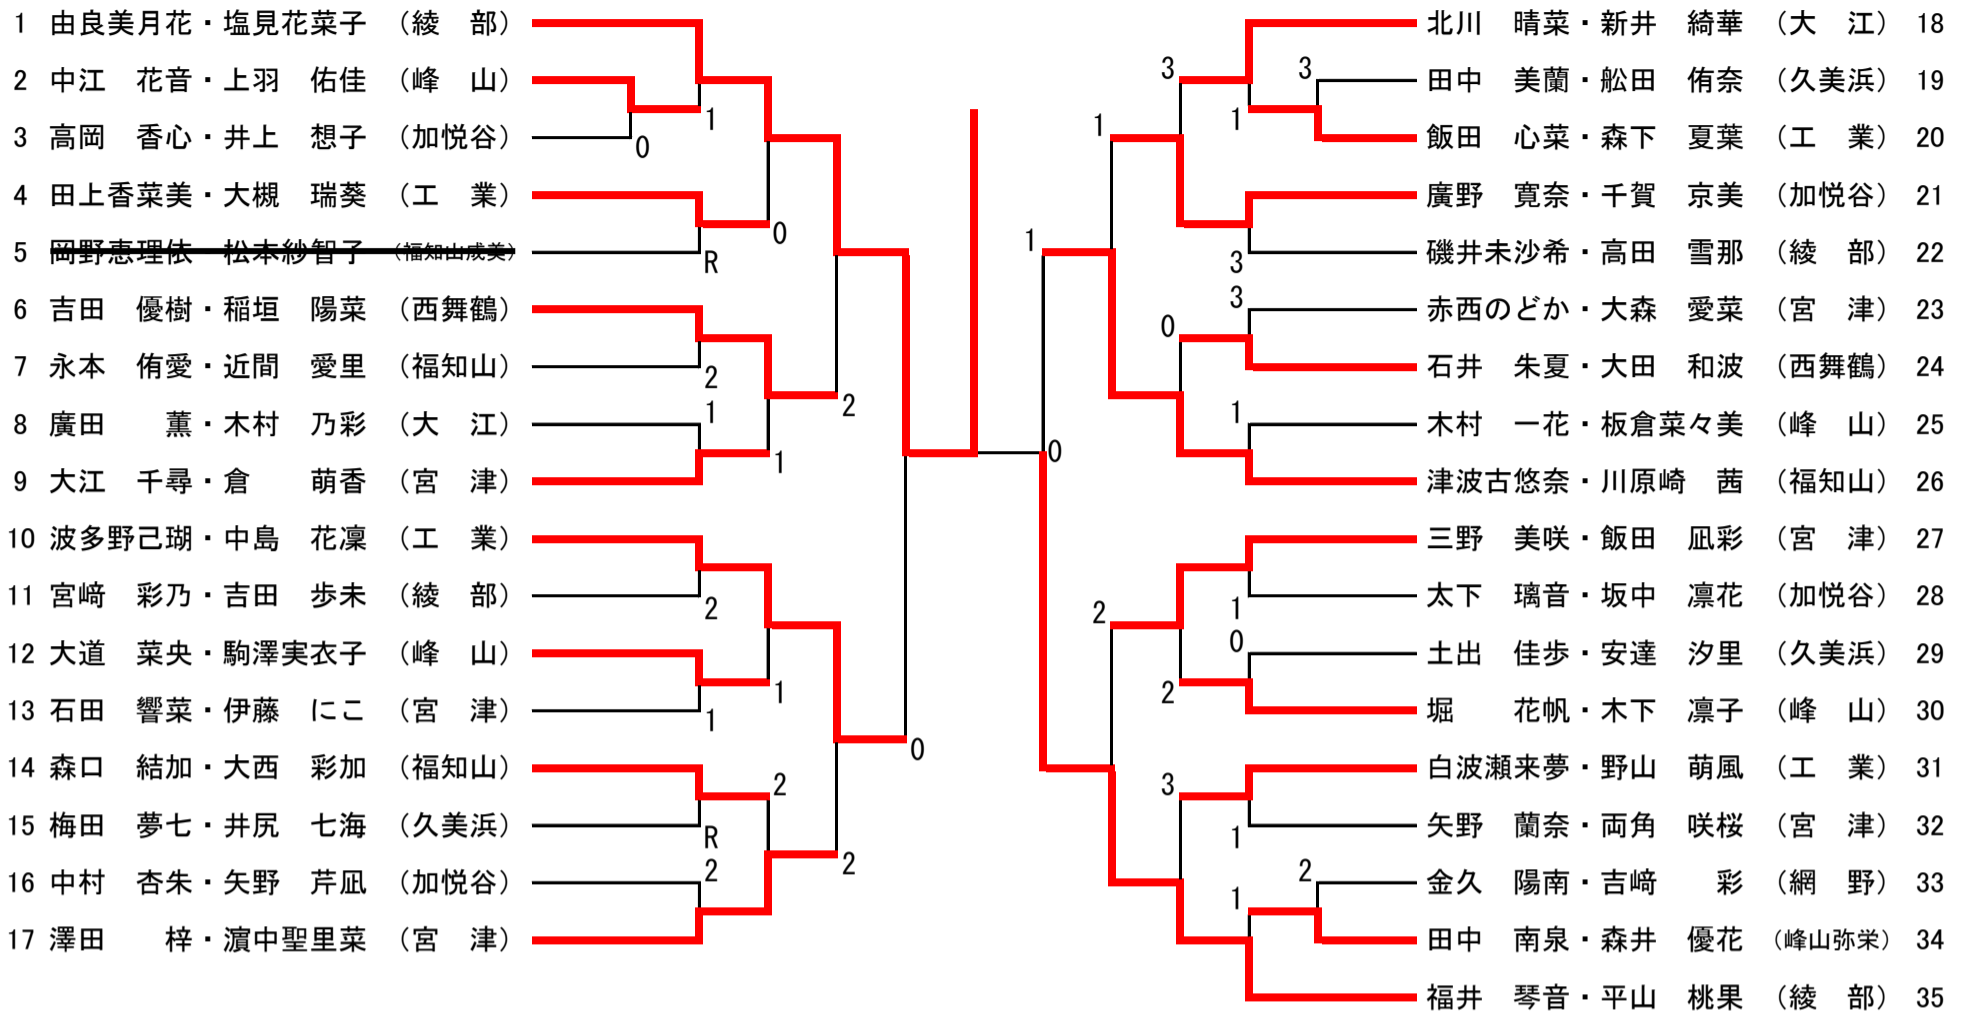 1 由良美月花・塩見花菜子 （綾　部）
2 中江　花音・上羽　佑佳 （峰　山）
3 高岡　香心・井上　想子 （加悦谷）
4 田上香菜美・大槻　瑞葵 （工　業）
5 岡野恵理依・松本紗智子 （福知山成美）
6 吉田　優樹・稲垣　陽菜 （西舞鶴）
7 永本　侑愛・近間　愛里 （福知山）
8 廣田　　薫・木村　乃彩 （大　江）
9 大江　千尋・倉　　萌香 （宮　津）
10 波多野己瑚・中島　花凜 （工　業）
11 宮﨑　彩乃・吉田　歩未 （綾　部）
12 大道　菜央・駒澤実衣子 （峰　山）
13 石田　響菜・伊藤　にこ （宮　津）
14 森口　結加・大西　彩加 （福知山）
15 梅田　夢七・井尻　七海 （久美浜）
16 中村　杏朱・矢野　芹凪 （加悦谷）
17 澤田　　梓・濵中聖里菜 （宮　津）
1
0
0
R
2
1
1
2
2
1
1
2
R
2
2
0
0
1
1
3
3
1
3
3
0
1
2
1
0
2
3
1
2
1
北川　晴菜・新井　綺華 （大　江） 18
田中　美蘭・舩田　侑奈 （久美浜） 19
飯田　心菜・森下　夏葉 （工　業） 20
廣野　寛奈・千賀　京美 （加悦谷） 21
磯井未沙希・高田　雪那 （綾　部） 22
赤西のどか・大森　愛菜 （宮　津） 23
石井　朱夏・大田　和波 （西舞鶴） 24
木村　一花・板倉菜々美 （峰　山） 25
津波古悠奈・川原崎　茜 （福知山） 26
三野　美咲・飯田　凪彩 （宮　津） 27
太下　璃音・坂中　凛花 （加悦谷） 28
土出　佳歩・安達　汐里 （久美浜） 29
堀　　花帆・木下　凛子 （峰　山） 30
白波瀬来夢・野山　萌風 （工　業） 31
矢野　蘭奈・両角　咲桜 （宮　津） 32
金久　陽南・吉﨑　　彩 （網　野） 33
田中　南泉・森井　優花 （峰山弥栄） 34
福井　琴音・平山　桃果 （綾　部） 35